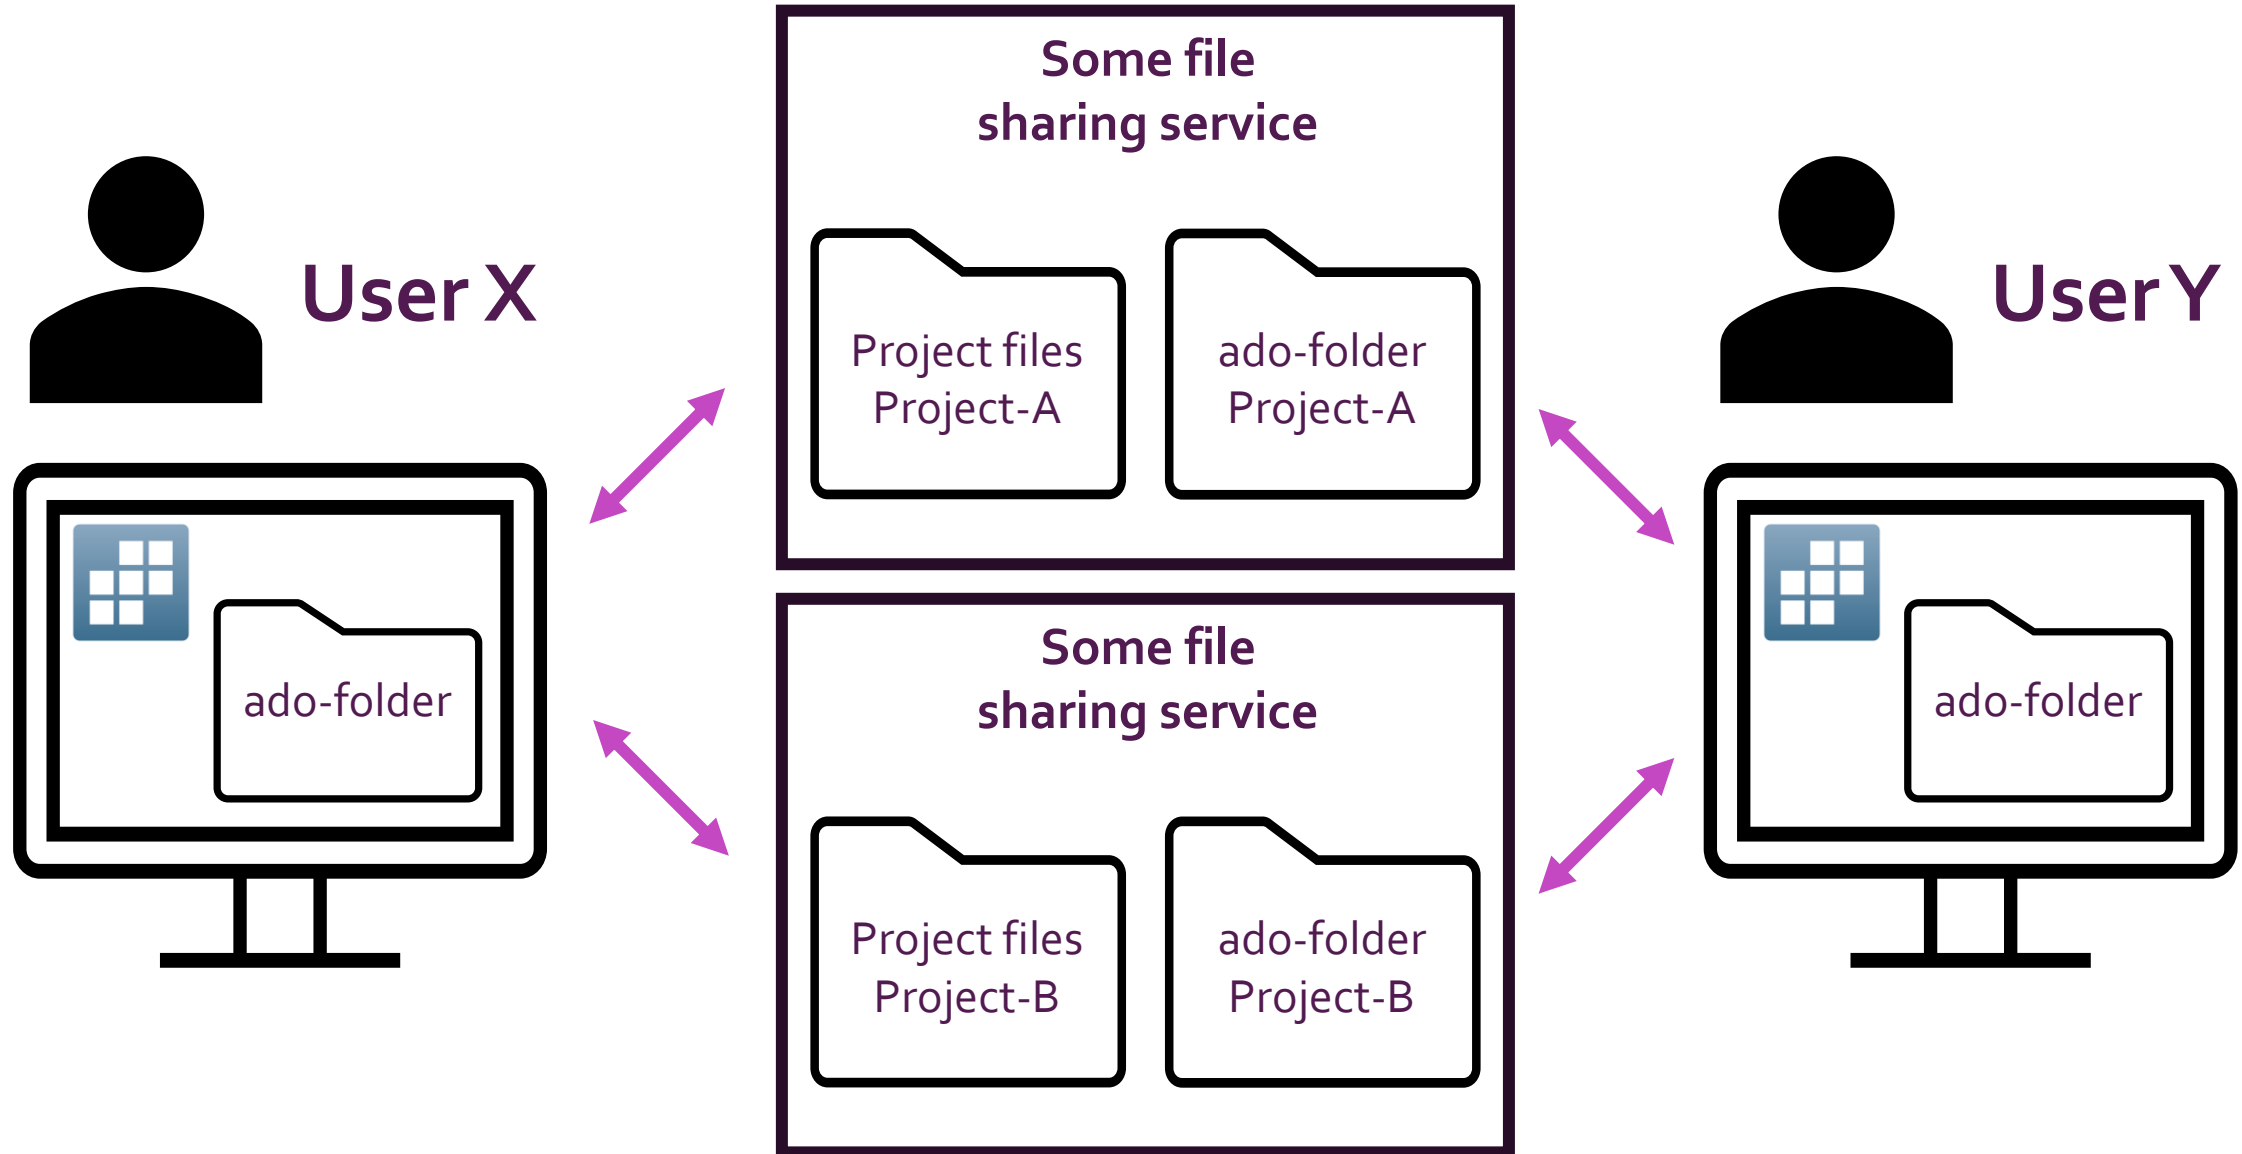 Some file
sharing service
User X
User Y
Project files
Project-A
ado-folder
Project-A
ado-folder
ado-folder
Some file
sharing service
Project files
Project-B
ado-folder
Project-B